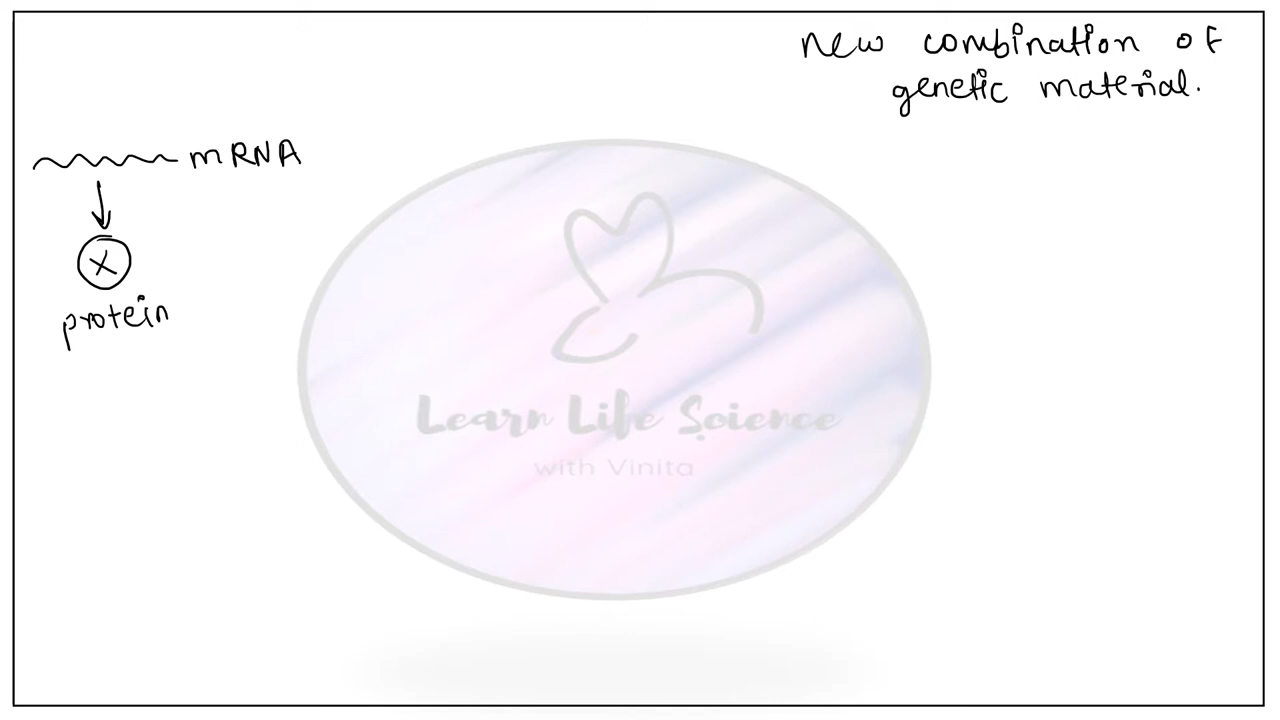 new combination of
genetic material.
mRNA
X
protein
Learn Life Science
with Vinita